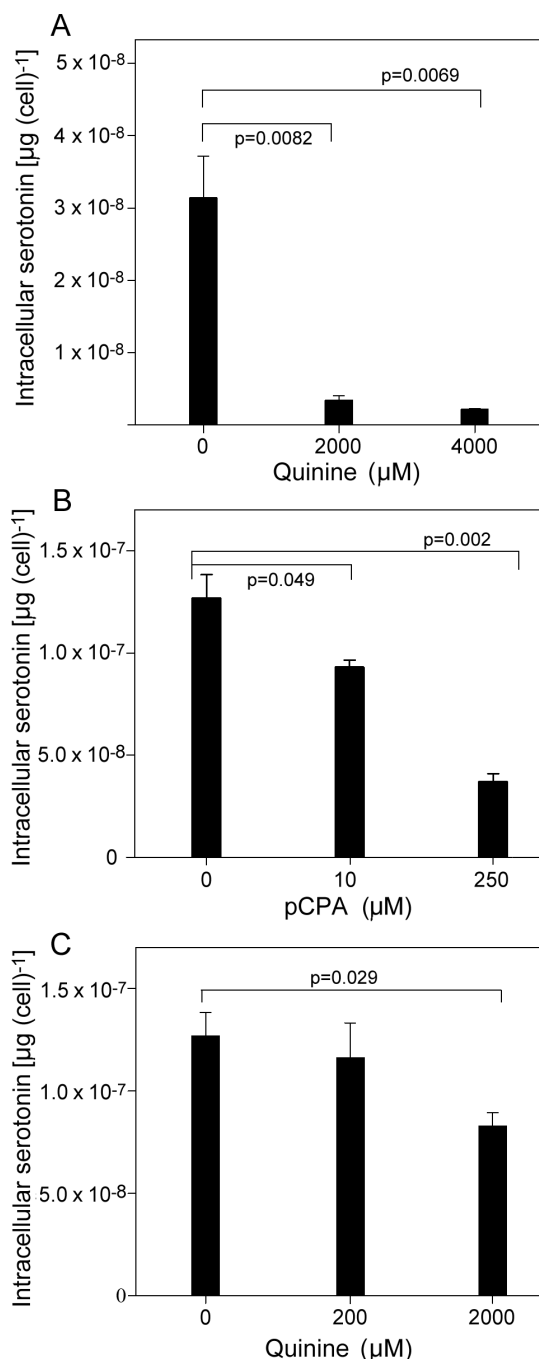 A
Intracellular serotonin [µg (cell)-1]
5 x 10-8
4 x 10-8
3 x 10-8
2 x 10-8
1 x 10-8
p=0.0069
p=0.0082
0 2000 4000
Quinine (µM)
B
Intracellular serotonin [µg (cell)-1]
1.5 x 10-7
1.0 x 10-7
5.0 x 10-8
0
p=0.002
p=0.049
0 10 250
pCPA (µM)
C
Intracellular serotonin [µg (cell)-1]
1.5 x 10-7
1.0 x 10-7
5.0 x 10-8
0
p=0.029
0 200 2000
Quinine (µM)